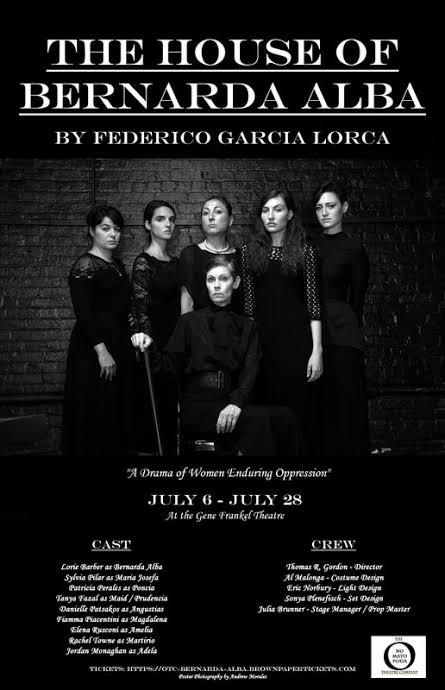 THE HOUSE OF
BERNARDA ALBA
BY FEDERICO GARCIA LORCA
"A Drama of Women Enduring Oppression"
JULY 6 - JULY 28
At the Gene Frankel Theatre
CAST
Lorie Barber as Bernarda Alba
Sylvia Pilar as Maria Josefa
Patricia Perales as Poncia
Tanya Fazal as Maid / Prudencia
Danielle Patsakos as Angustias
Fiamma Piacentini as Magdalena
Elena Rusconi as Amelia
Rachel Towne as Martirio
Jordan Monaghan as Adela
CREW
Thomas R. Gordon - Director
Al Malonga - Costume Design
Eric Norbury - Light Design
Sonya Plenefisch - Set Design
Julia Brunner - Stage Manager / Prop Master
THE
NO
MAYO
THEATRE COMPANY
TICKETS: HTTPS://OTC-BERNARDA-ALBA.BROWNPAPERTICKETS.COM
Poster Photography by Andrew Morales